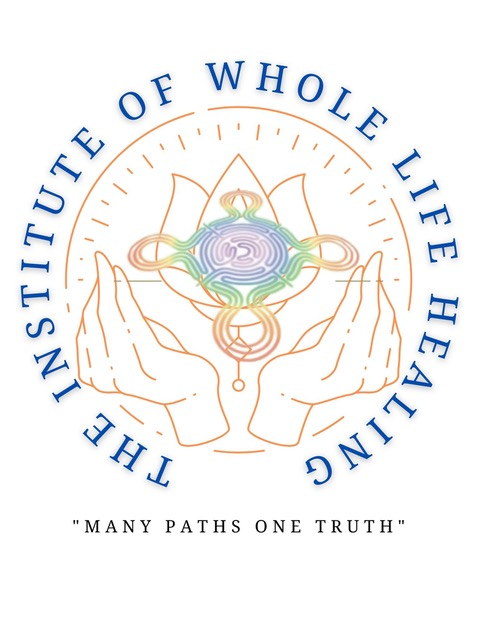 THE INSTITUTE OF WHOLE LIFE HEALING
"MANY PATHS ONE TRUTH"